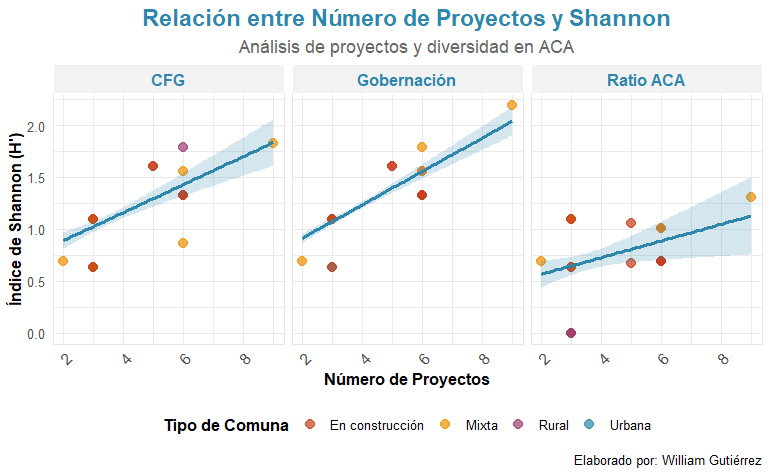 Relación entre Número de Proyectos y Shannon
Análisis de proyectos y diversidad en ACA
CFG
Gobernación
Ratio ACA
Índice de Shannon (H')
2.0
1.5
1.0
0.5
0.0
2 4 6 8
2 4 6 8
2 4 6 8
Número de Proyectos
Tipo de Comuna En construcción Mixta Rural Urbana
Elaborado por: William Gutiérrez